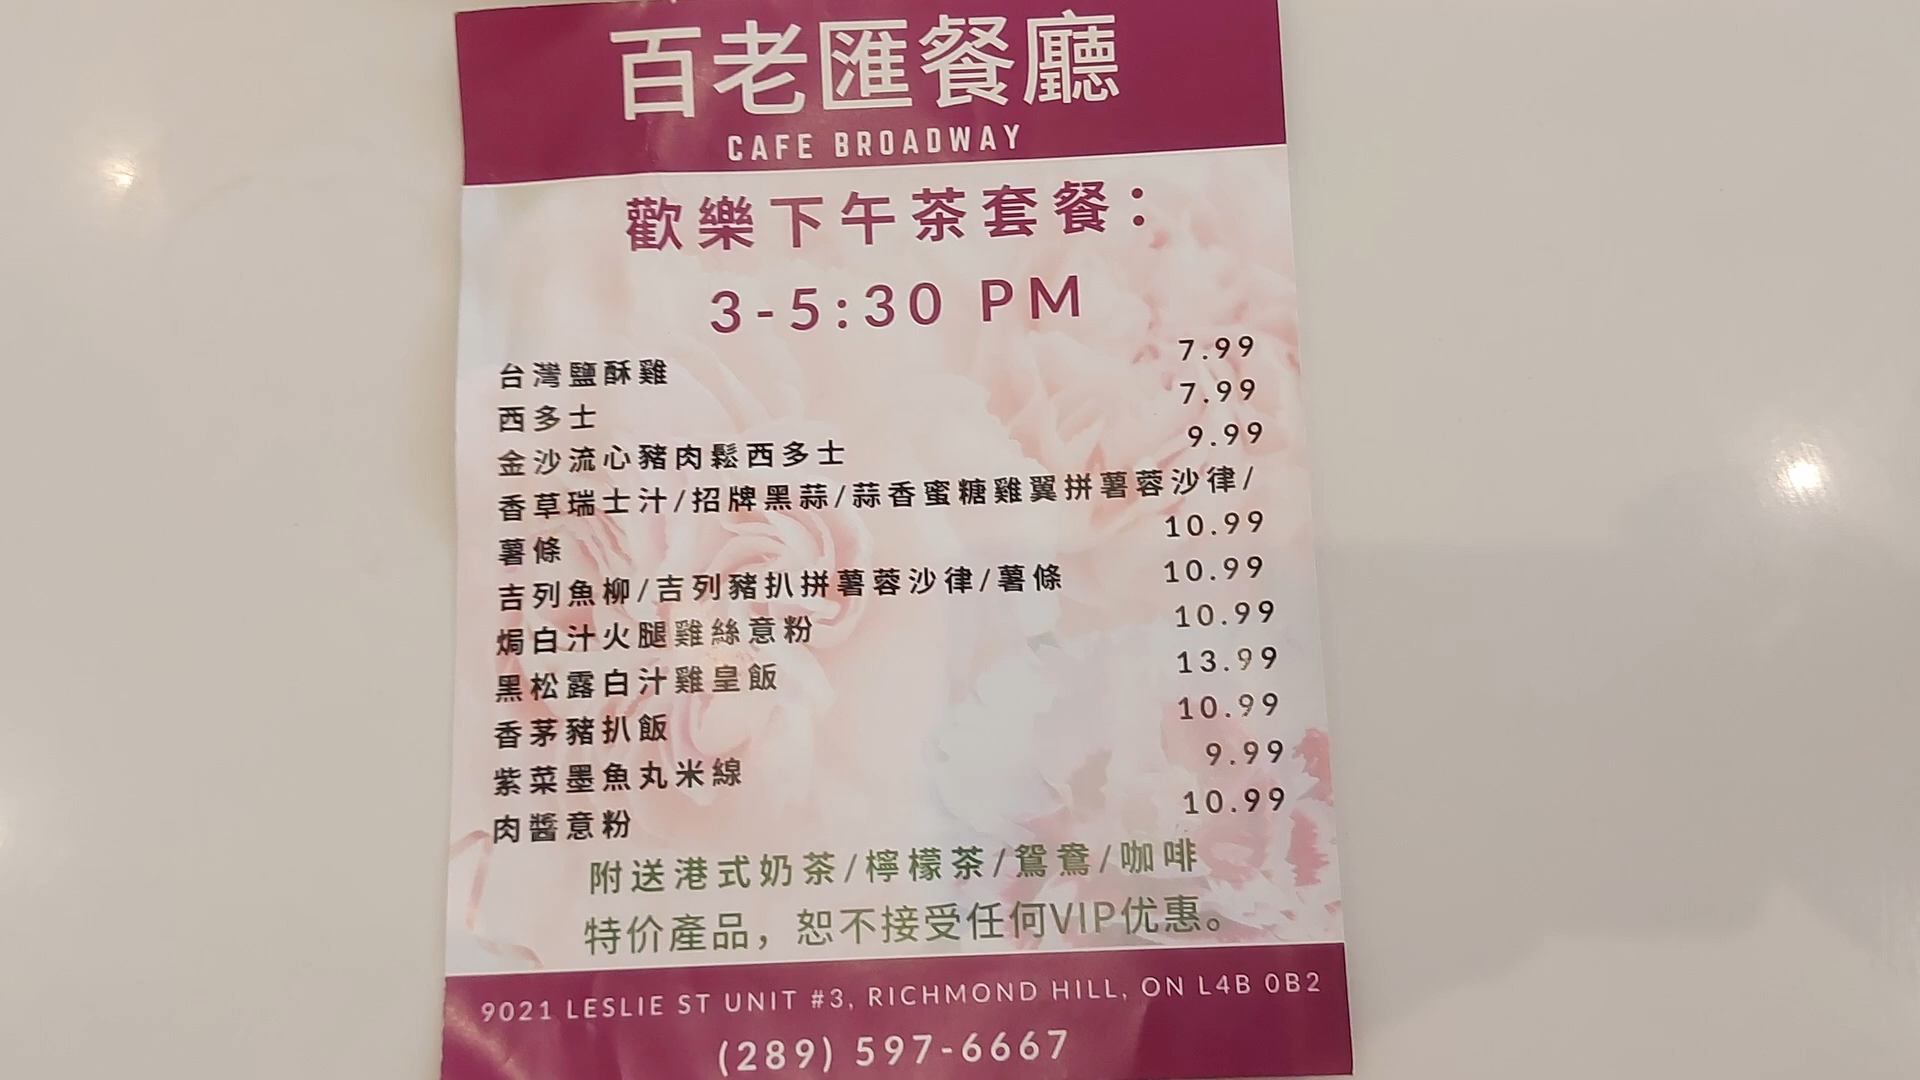 百老匯餐廳
CAFE BROADWAY
歡樂下午茶套餐：
3-5:30 PM
台灣鹽酥雞 7.99
西多士 7.99
金沙流心豬肉鬆西多士 9.99
香草瑞士汁/招牌黑蒜/蒜香蜜糖雞翼拼薯蓉沙律/
薯條 10.99
吉列魚柳/吉列豬扒拼薯蓉沙律/薯條 10.99
焗白汁火腿雞絲意粉 10.99
黑松露白汁雞皇飯 13.99
香茅豬扒飯 10.99
紫菜墨魚丸米線 9.99
肉醬意粉 10.99
附送港式奶茶/檸檬茶/鴛鴦/咖啡
特价產品，恕不接受任何VIP优惠。
9021 LESLIE ST UNIT #3, RICHMOND HILL, ON L4B 0B2
(289) 597-6667